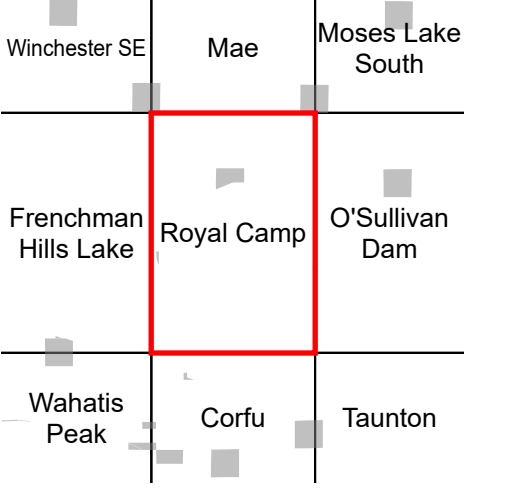 Winchester SE
Mae
Moses Lake
South
Frenchman
Hills Lake
Royal Camp
O'Sullivan
Dam
Wahatis
Peak
Corfu
Taunton